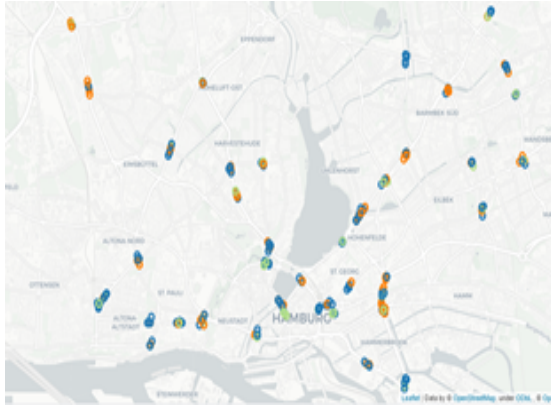 EPPENDORF
HOHELUFT-OST
BARMBEK-SÜD
HARVESTEHUDE
WANDSBE
EIMSBÜTTEL
UHLENHORST
EILBEK
HOHENFELDE
ALTONA-NORD
OTTENSEN
ST. GEORG
ST. PAULI
HAMM
ALTONA-
ALTSTADT
NEUSTADT
HAMBURG
HAMMERBROOK
STEINWERDER
Leaflet | Data by © OpenStreetMap, under ODbL, ©